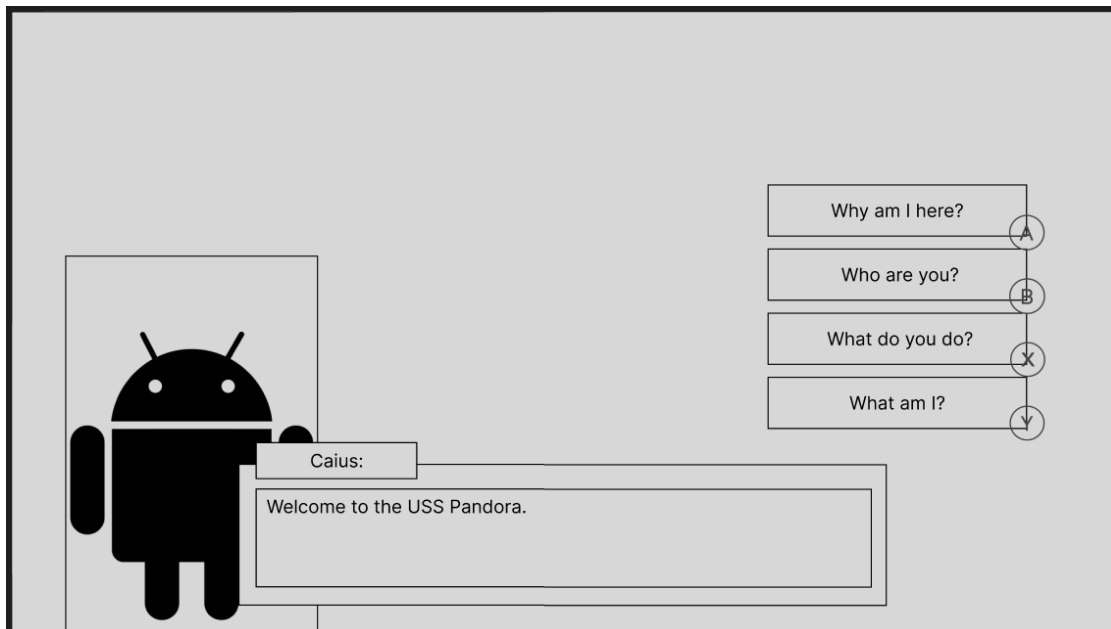 Why am I here?
A
Who are you?
B
What do you do?
X
What am I?
Y
Caius:
Welcome to the USS Pandora.